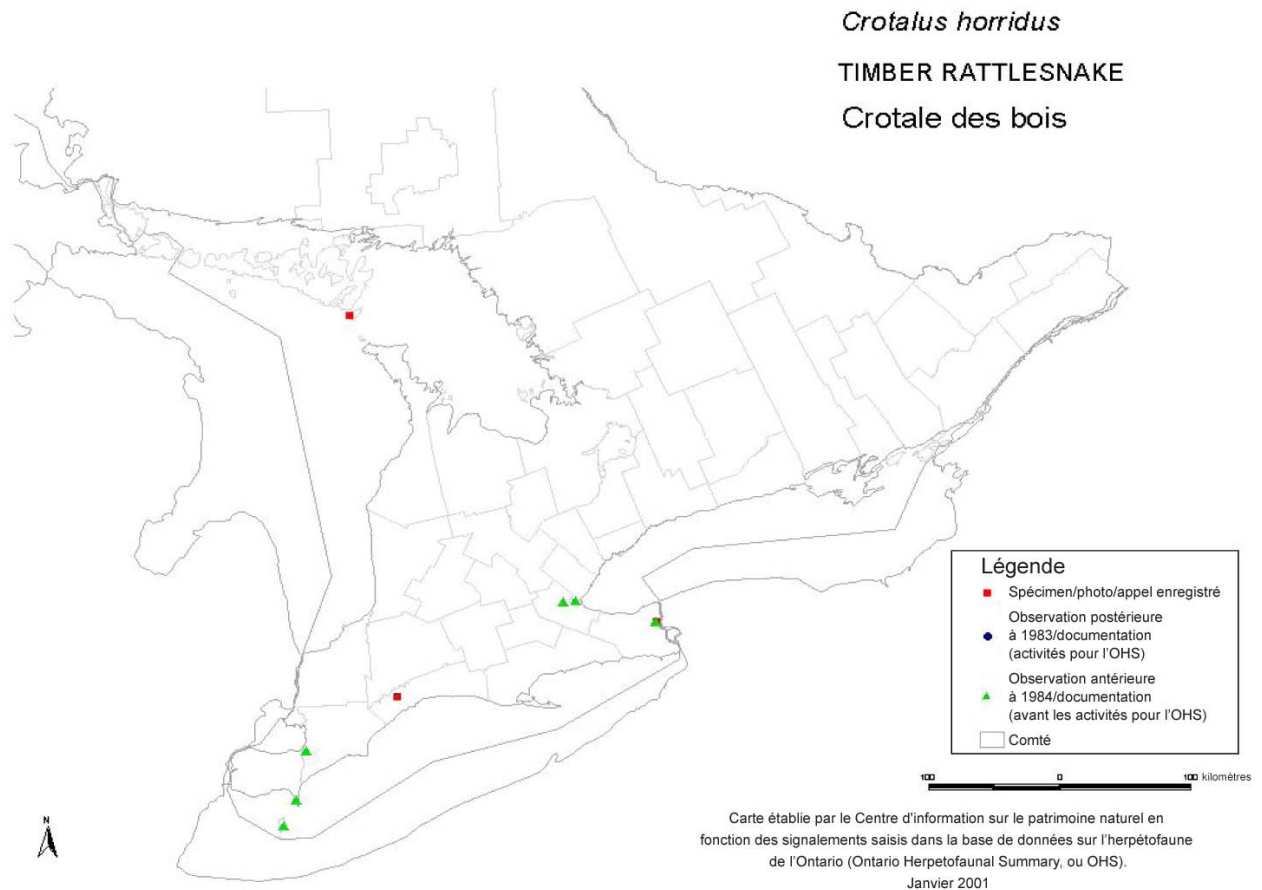 Crotalus horridus
TIMBER RATTLESNAKE
Crotale des bois
Légende
Spécimen/photo/appel enregistré
Observation postérieure
à 1983/documentation
(activités pour l'OHS)
Observation antérieure
à 1984/documentation
(avant les activités pour l'OHS)
Comté
100 0 100 kilomètres
N
Carte établie par le Centre d'information sur le patrimoine naturel en
fonction des signalements saisis dans la base de données sur l'herpétofaune
de l'Ontario (Ontario Herpetofaunal Summary, ou OHS).
Janvier 2001